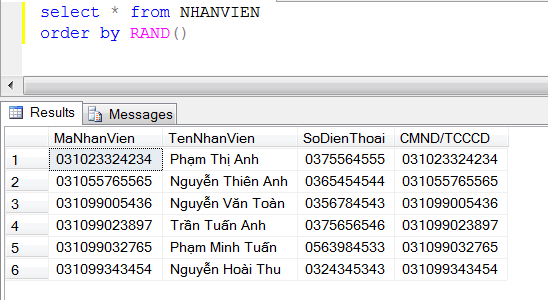 select * from NHANVIEN
order by RAND()
Results Messages
MaNhanVien TenNhanVien SoDienThoai CMND/TCCCD
1 031023324234 Phạm Thị Anh 0375564555 031023324234
2 031055765565 Nguyễn Thiên Anh 0365454544 031055765565
3 031099005436 Nguyễn Văn Toàn 0356784543 031099005436
4 031099023897 Trần Tuấn Anh 0375656546 031099023897
5 031099032765 Phạm Minh Tuấn 0563984533 031099032765
6 031099343454 Nguyễn Hoài Thu 0324345343 031099343454